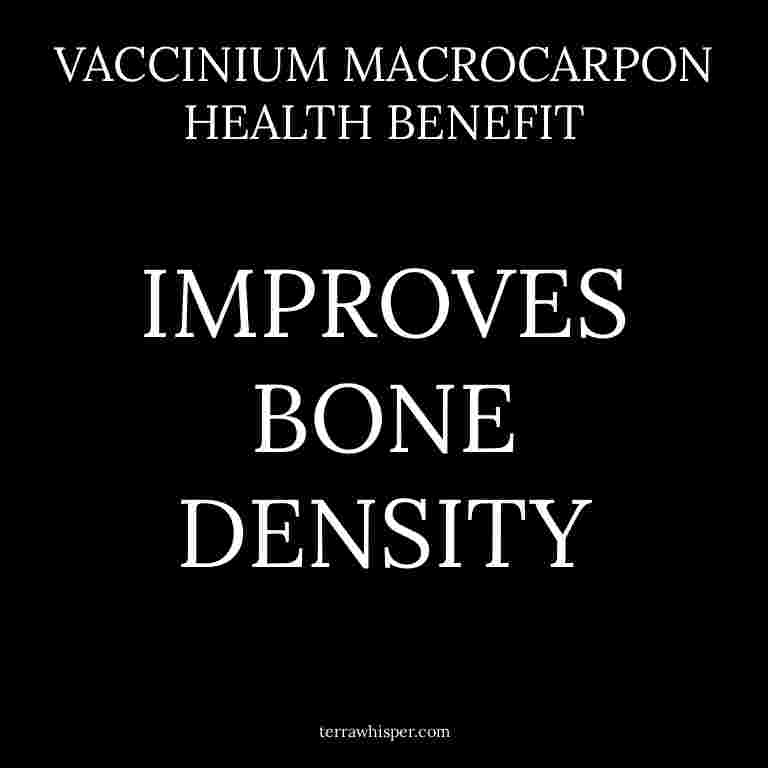 VACCINIUM MACROCARPON
HEALTH BENEFIT
IMPROVES
BONE
DENSITY
terrawhisper.com